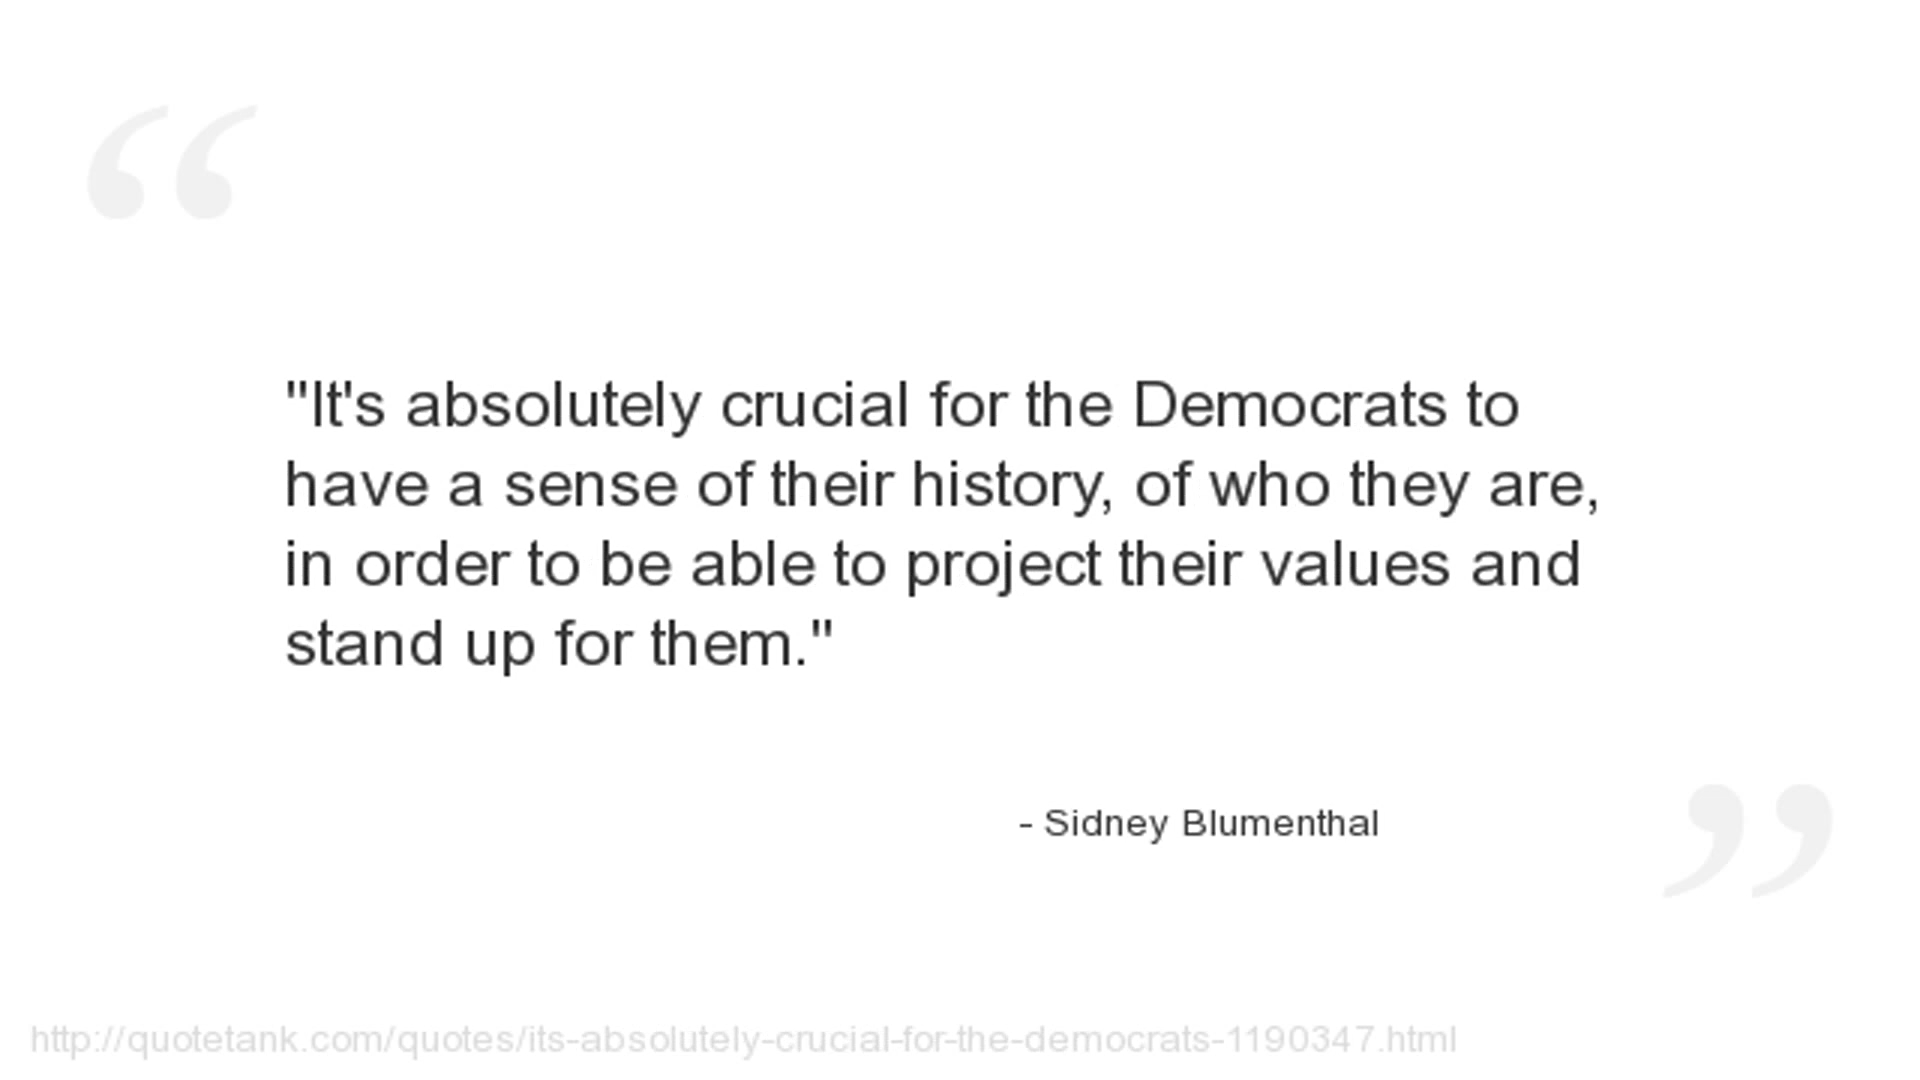 "It's absolutely crucial for the Democrats to
have a sense of their history, of who they are,
in order to be able to project their values and
stand up for them."
- Sidney Blumenthal
http://quotetank.com/quotes/its-absolutely-crucial-for-the-democrats-1190347.html